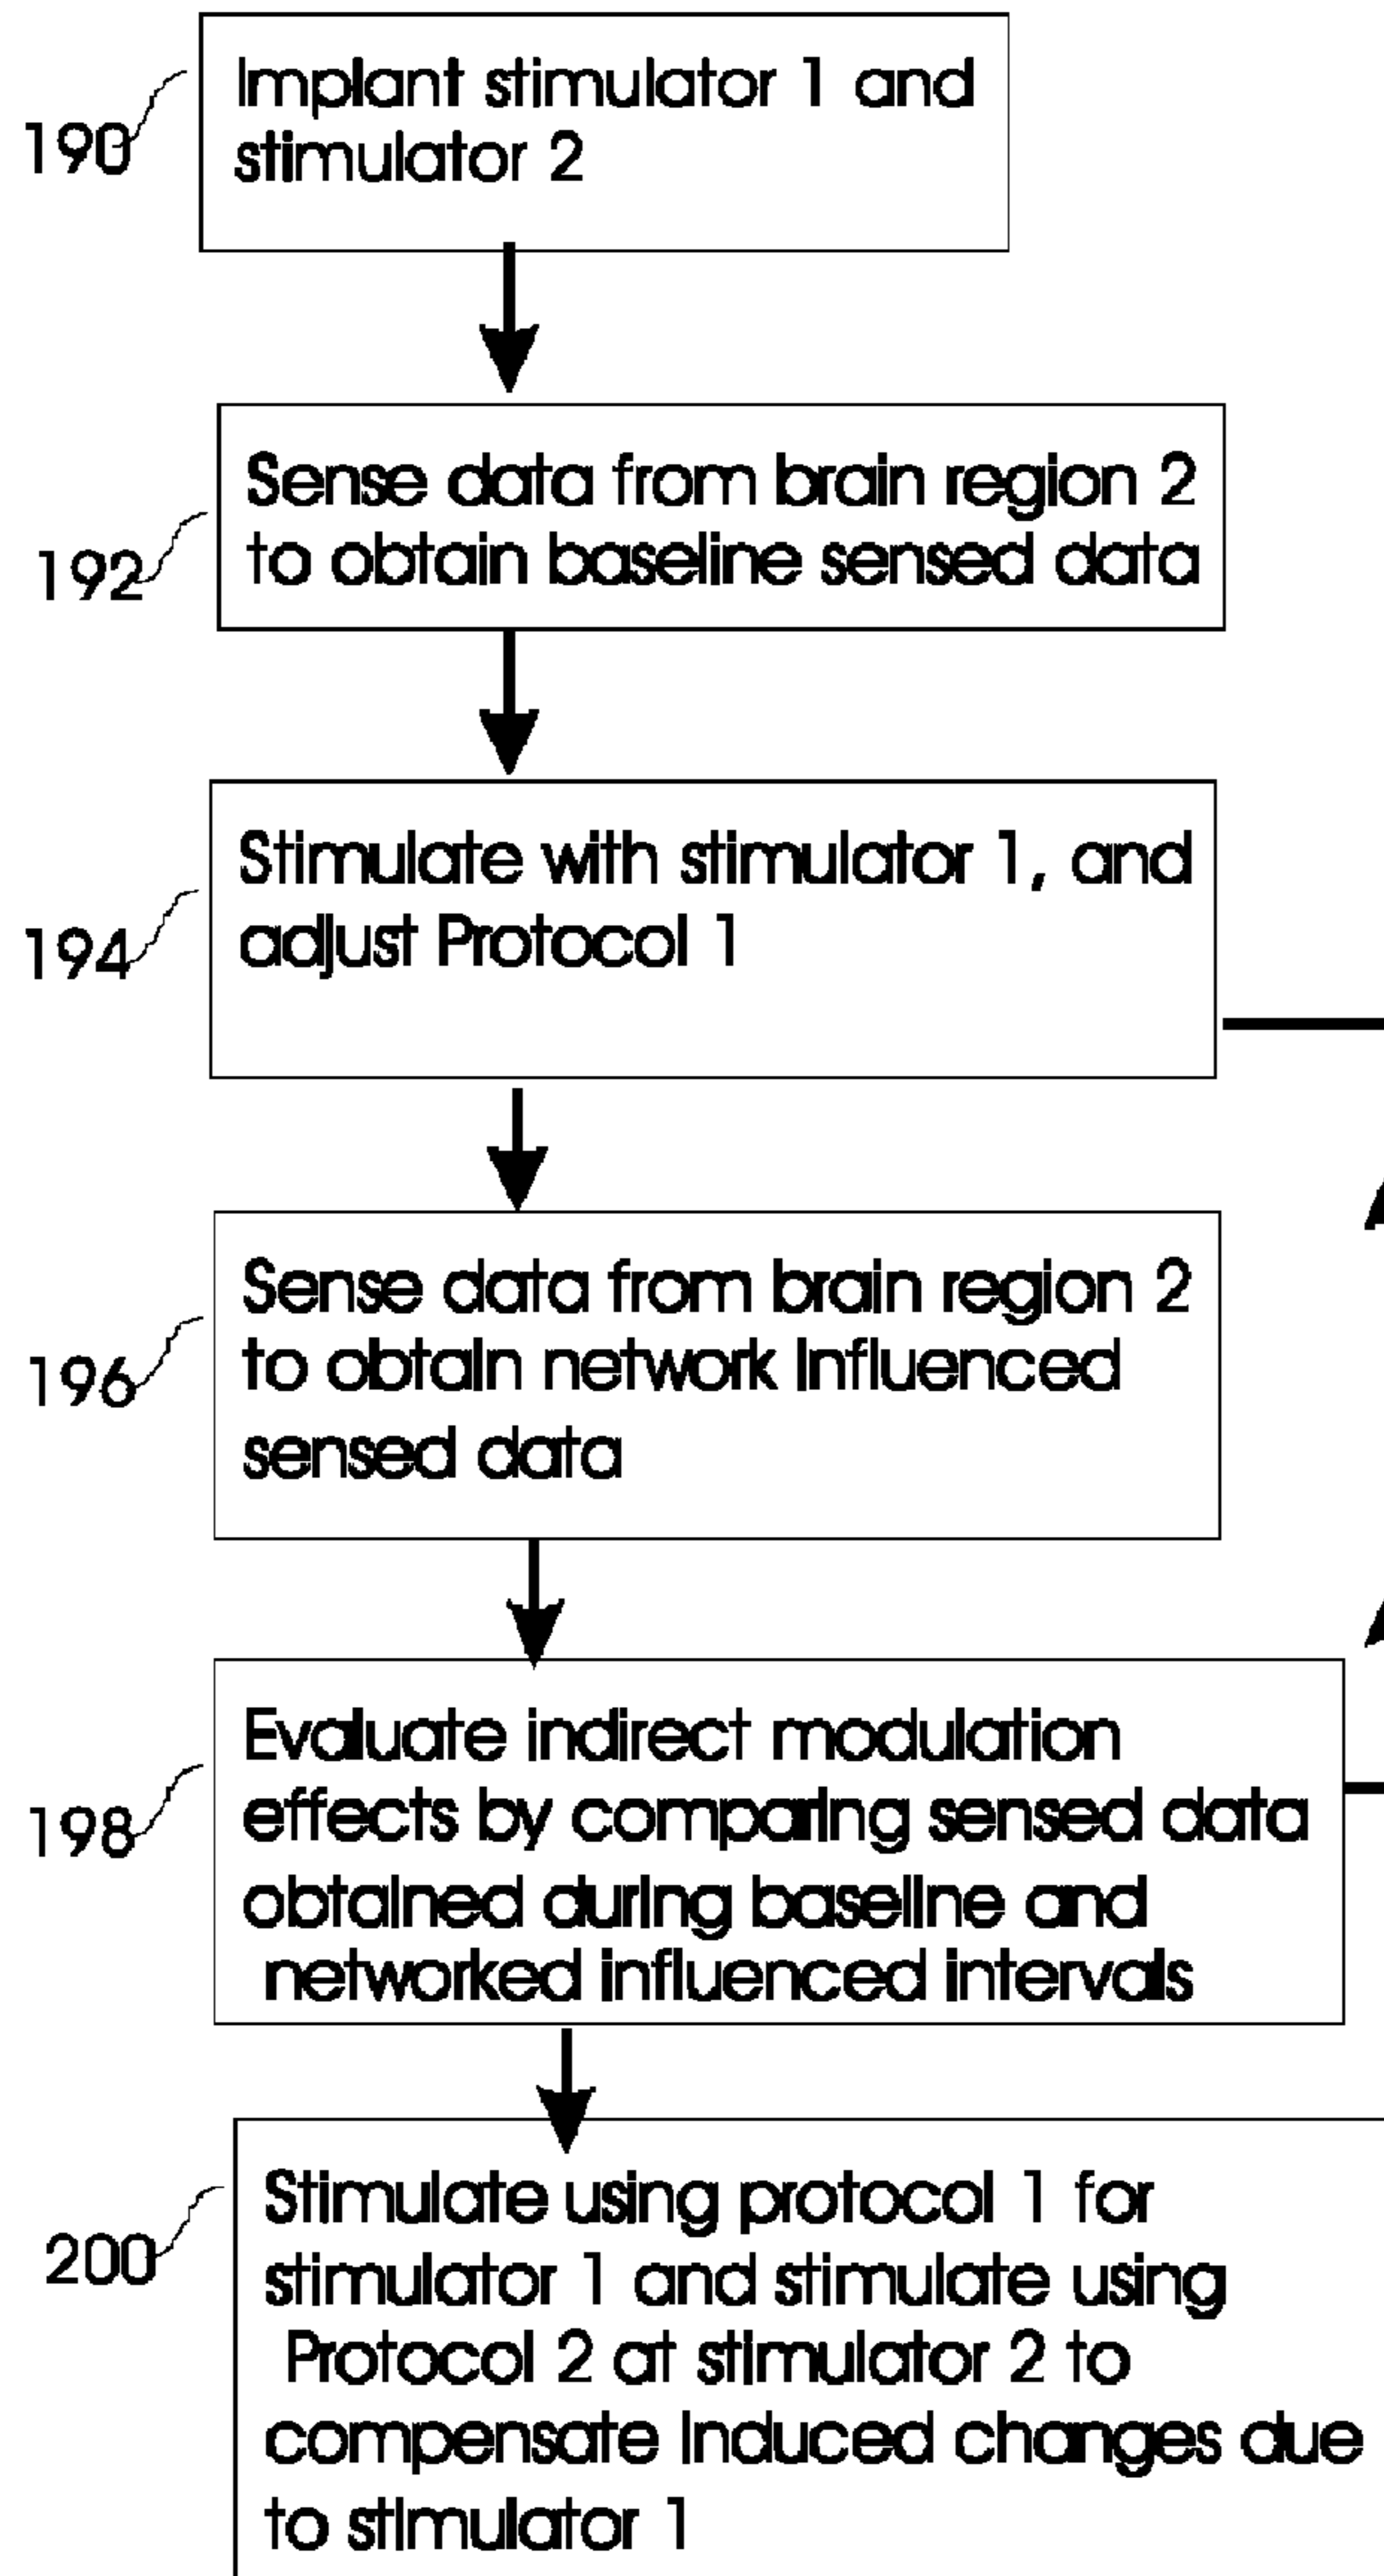 190
Implant stimulator 1 and
stimulator 2
192
Sense data from brain region 2
to obtain baseline sensed data
194
Stimulate with stimulator 1, and
adjust Protocol 1
196
Sense data from brain region 2
to obtain network Influenced
sensed data
198
Evaluate indirect modulation
effects by comparing sensed data
obtained during baseline and
networked influenced intervals
200
Stimulate using protocol 1 for
stimulator 1 and stimulate using
Protocol 2 at stimulator 2 to
compensate Induced changes due
to stimulator 1